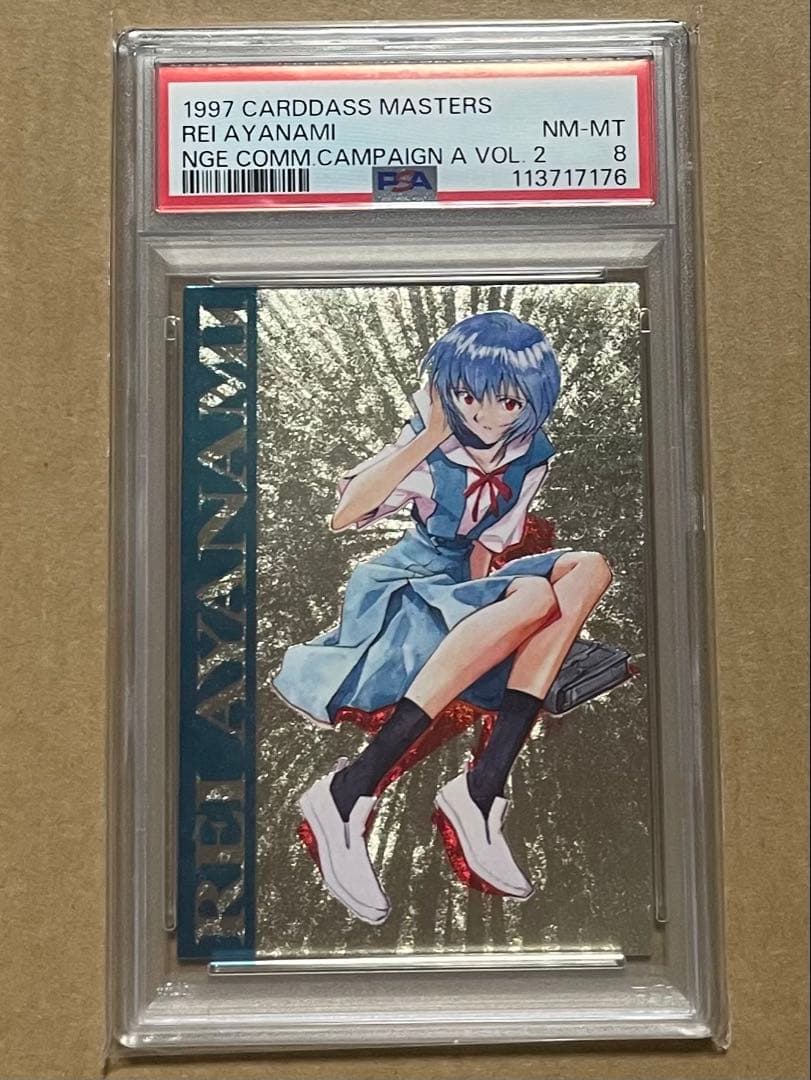 1997 CARDDASS MASTERS
REI AYANAMI NM-MT
NGE COMM.CAMPAIGN A VOL. 2 8
PSA 113717176
REI AYANAMI